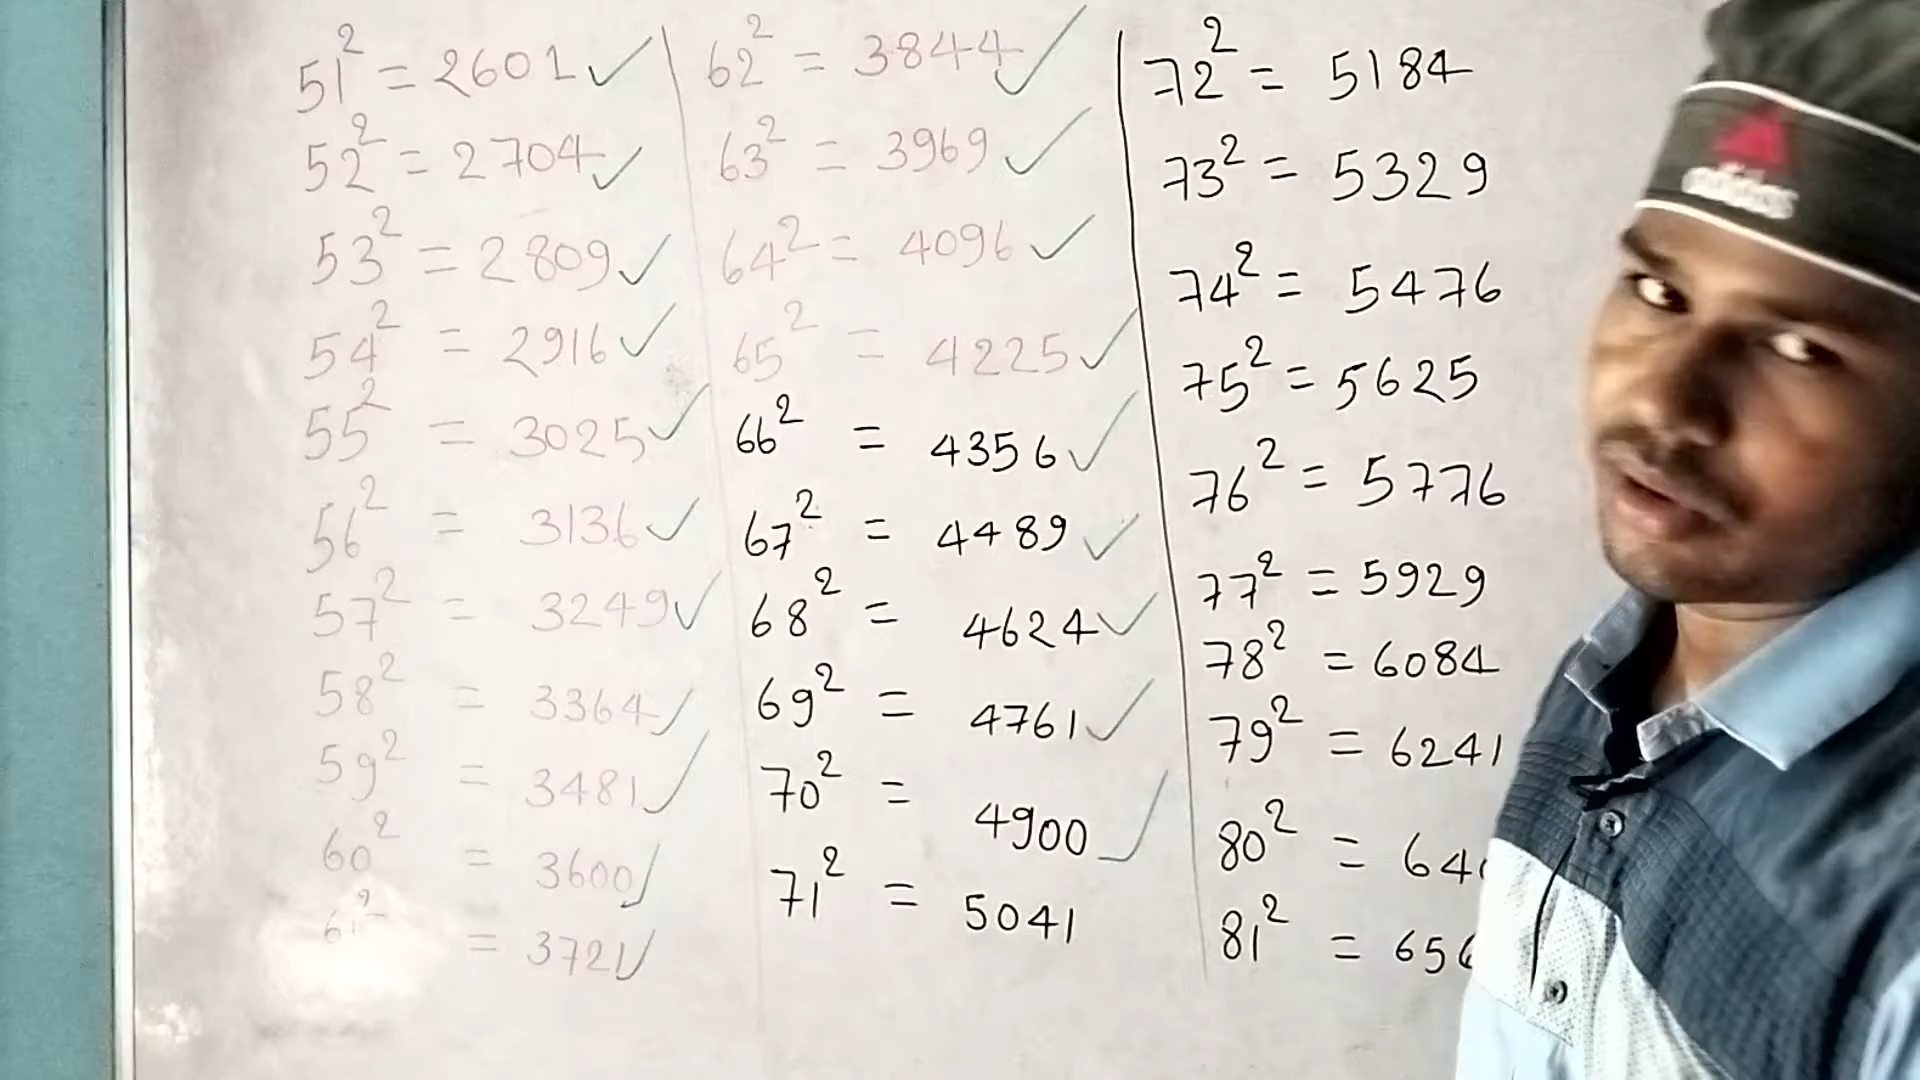 51² = 2601 ✓
52² = 2704 ✓
53² = 2809 ✓
54² = 2916 ✓
55² = 3025 ✓
56² = 3136 ✓
57² = 3249 ✓
58² = 3364 ✓
59² = 3481 ✓
60² = 3600 ✓
61² = 3721 ✓
62² = 3844 ✓
63² = 3969 ✓
64² = 4096 ✓
65² = 4225 ✓
66² = 4356 ✓
67² = 4489 ✓
68² = 4624 ✓
69² = 4761 ✓
70² = 4900 ✓
71² = 5041
72² = 5184
73² = 5329
74² = 5476
75² = 5625
76² = 5776
77² = 5929
78² = 6084
79² = 6241
80² = 64
81² = 656
adidas